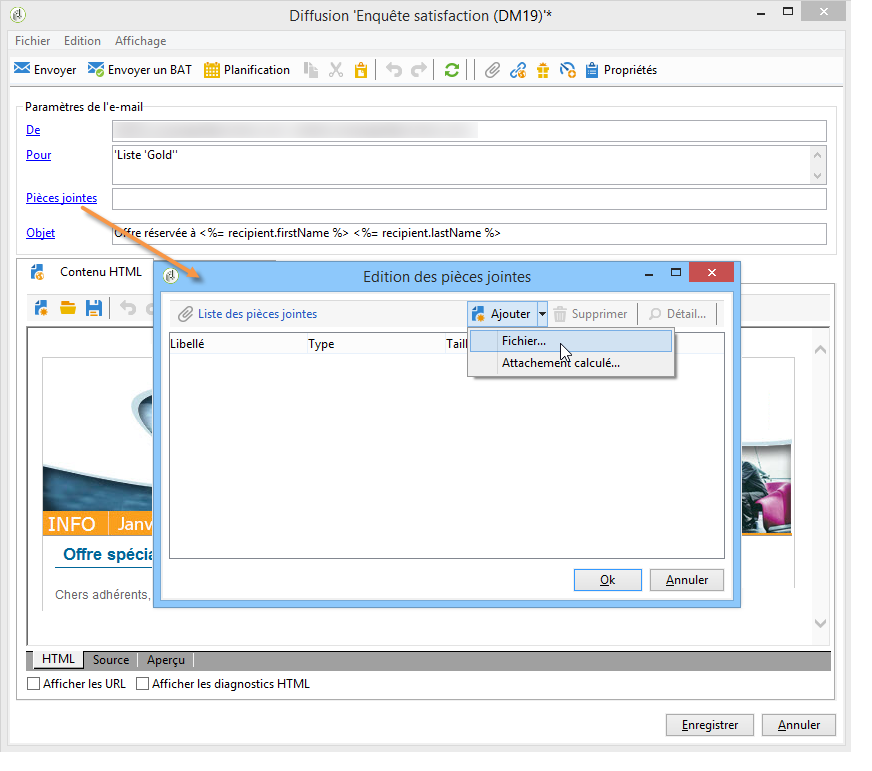 Diffusion 'Enquête satisfaction (DM19)'*
Fichier Edition Affichage
Envoyer Envoyer un BAT Planification Propriétés
Paramètres de l'e-mail
De
Pour 'Liste 'Gold''
Pièces jointes
Objet Offre réservée à <%= recipient.firstName %> <%= recipient.lastName %>
Contenu HTML
Edition des pièces jointes
Liste des pièces jointes Ajouter Supprimer Détail...
Libellé Type Taill
Fichier...
Attachement calculé...
INFO Janv
Offre spécia
Chers adhérents,
Ok Annuler
HTML Source Aperçu
Afficher les URL Afficher les diagnostics HTML
Enregistrer Annuler